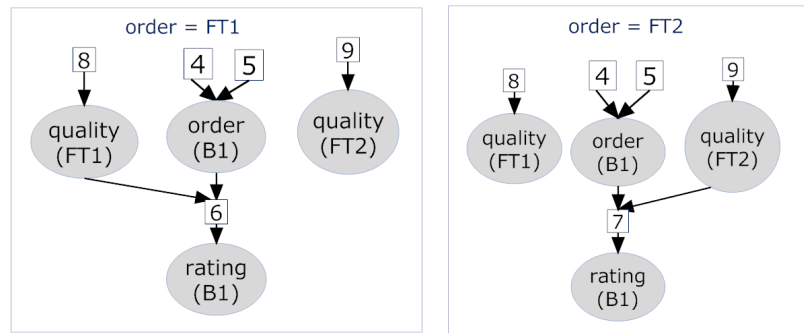 order = FT1
8
4
5
9
quality
(FT1)
order
(B1)
quality
(FT2)
6
rating
(B1)
order = FT2
8
4
5
9
quality
(FT1)
order
(B1)
quality
(FT2)
7
rating
(B1)